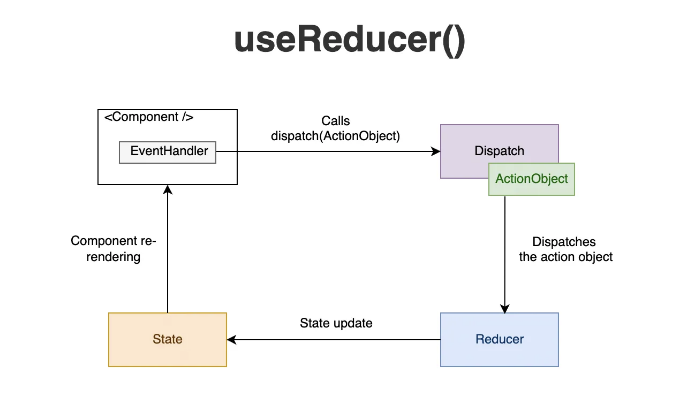 useReducer()
<Component />
EventHandler
Calls
dispatch(ActionObject)
Dispatch
ActionObject
Component re-
rendering
Dispatches
the action object
State
State update
Reducer